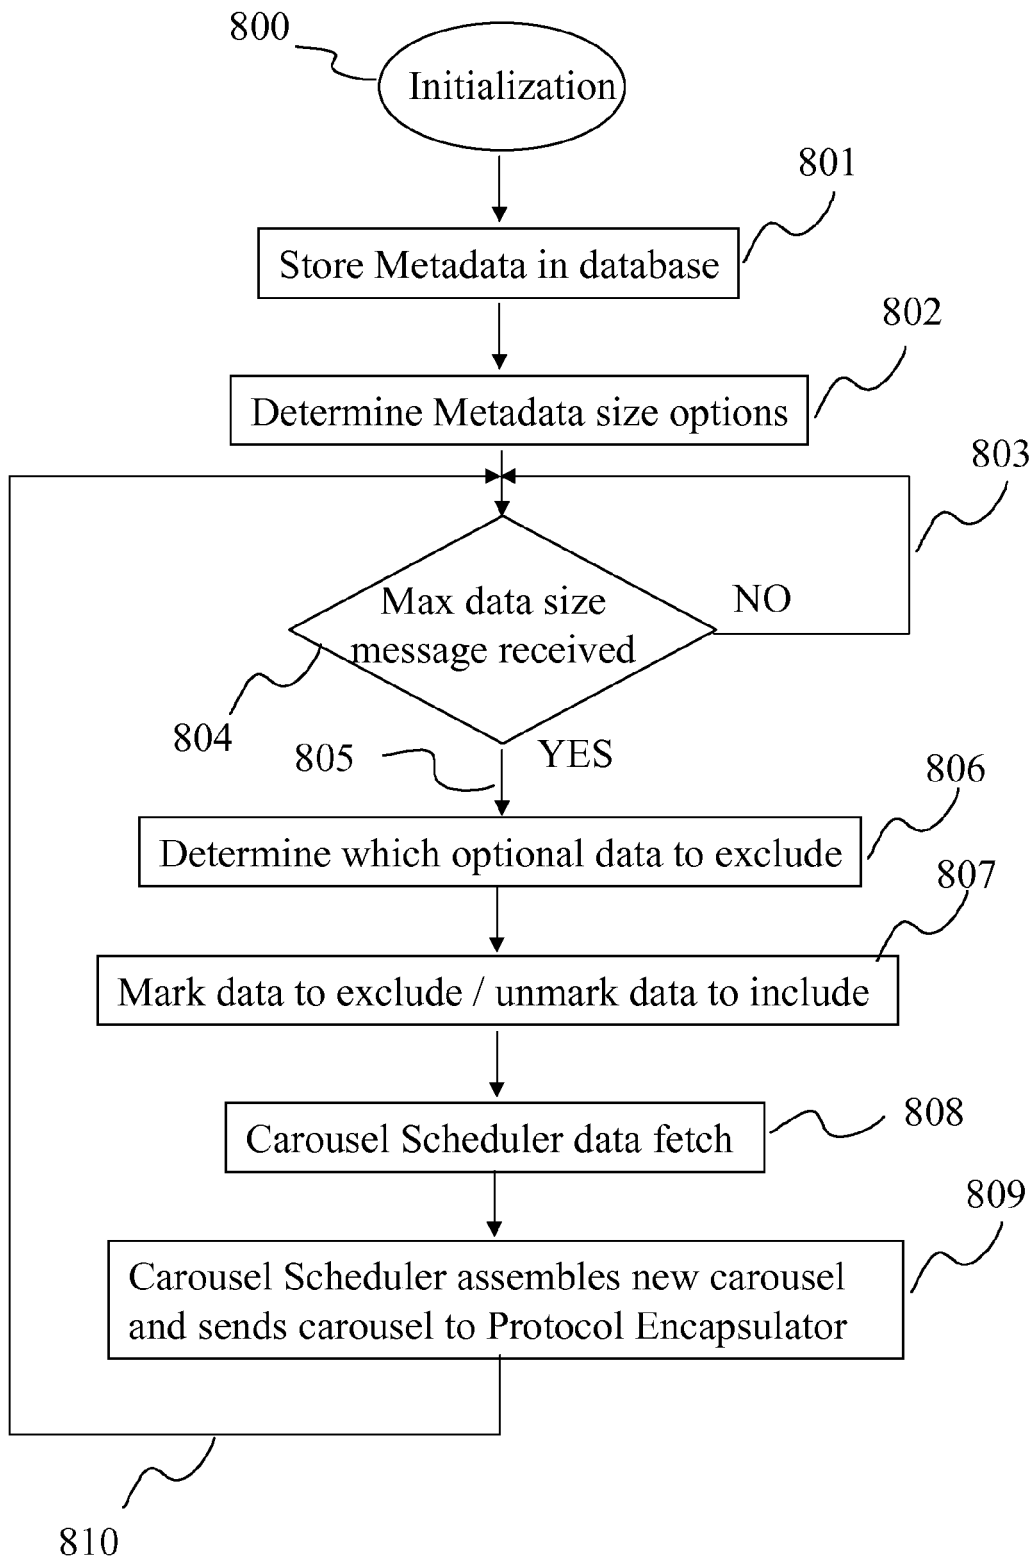 800
Initialization
801
Store Metadata in database
802
Determine Metadata size options
803
Max data size
message received
NO
804
805
YES
806
Determine which optional data to exclude
807
Mark data to exclude / unmark data to include
808
Carousel Scheduler data fetch
809
Carousel Scheduler assembles new carousel
and sends carousel to Protocol Encapsulator
810